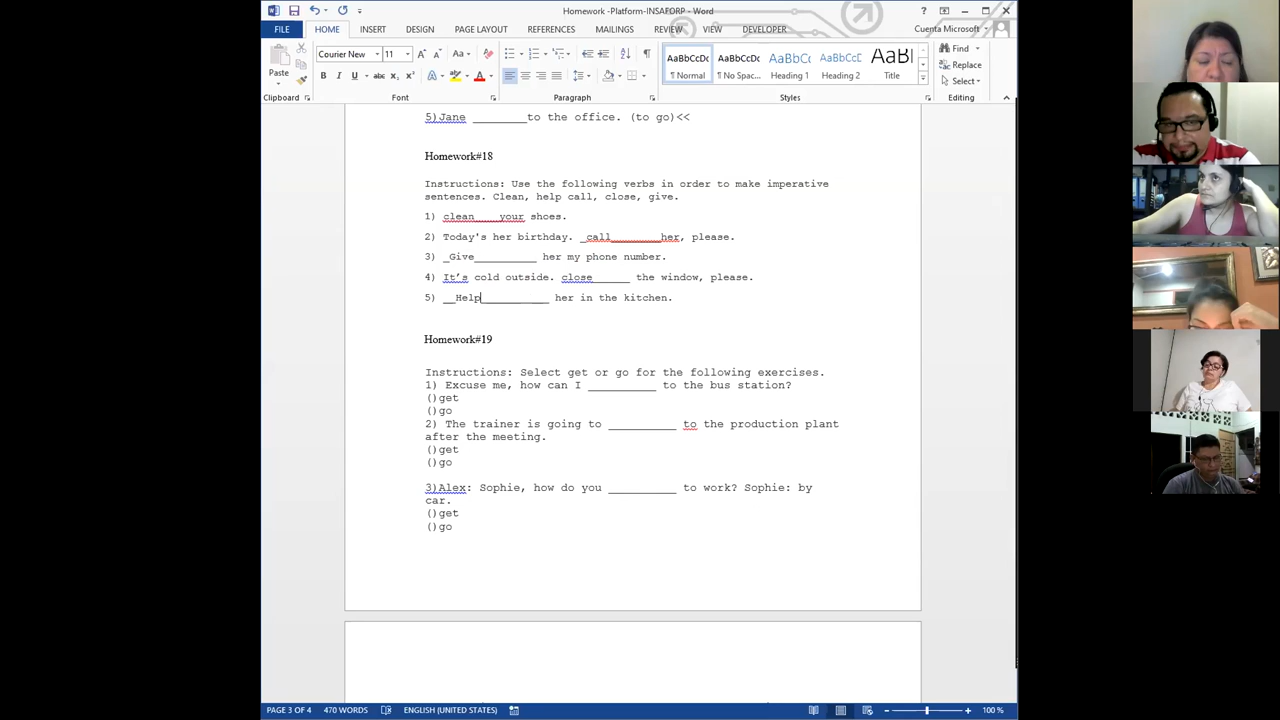 Homework -Platform-INSAFORP - Word
FILE HOME INSERT DESIGN PAGE LAYOUT REFERENCES MAILINGS REVIEW VIEW DEVELOPER Cuenta Microsoft
Courier New 11
Paste
Find
Replace
Select
AaBbCcDc AaBbCcDc AaBbCc AaBbCcD AaBl
¶ Normal ¶ No Spac... Heading 1 Heading 2 Title
Clipboard Font Paragraph Styles Editing
5)Jane ________to the office. (to go)<<
Homework#18
Instructions: Use the following verbs in order to make imperative
sentences. Clean, help call, close, give.
1) clean____your shoes.
2) Today's her birthday. _call________her, please.
3) _Give__________ her my phone number.
4) It's cold outside. close______ the window, please.
5) __Help___________ her in the kitchen.
Homework#19
Instructions: Select get or go for the following exercises.
1) Excuse me, how can I __________ to the bus station?
()get
()go
2) The trainer is going to __________ to the production plant
after the meeting.
()get
()go
3)Alex: Sophie, how do you __________ to work? Sophie: by
car.
()get
()go
PAGE 3 OF 4 470 WORDS ENGLISH (UNITED STATES) 100 %